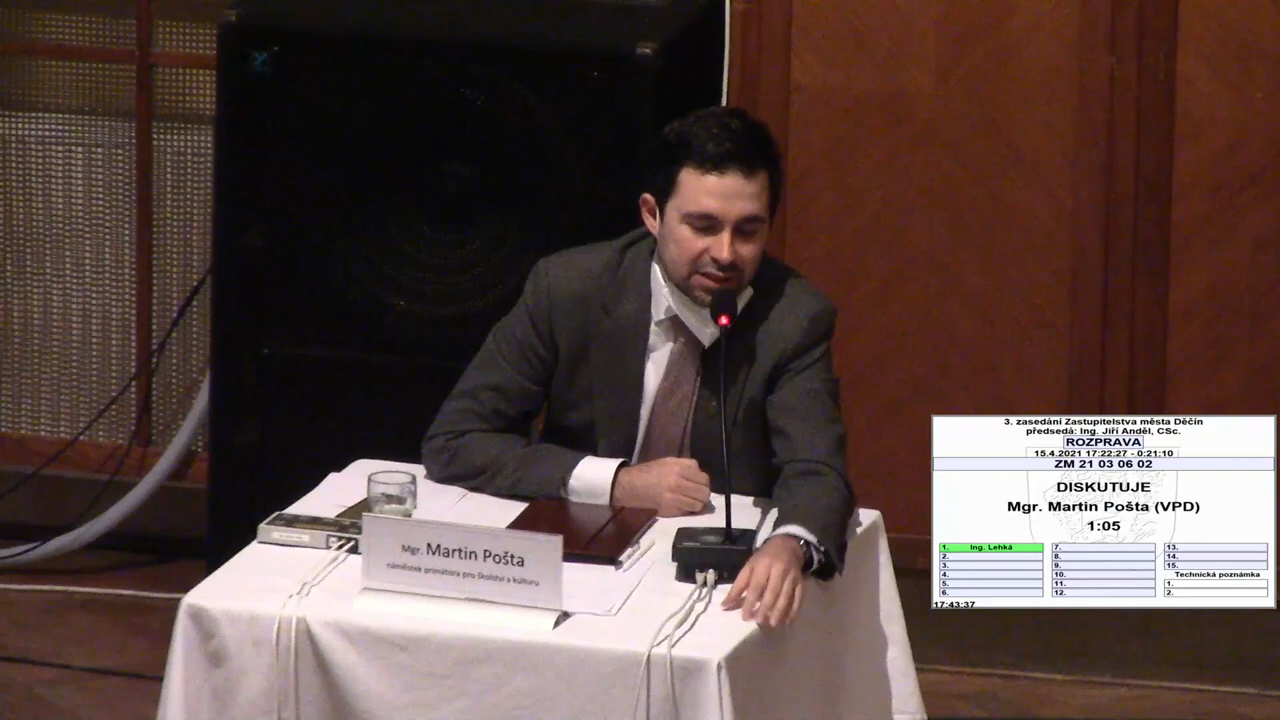 Mgr. Martin Pošta
náměstek primátora pro školství a kulturu
3. zasedání Zastupitelstva města Děčín
předsedá: Ing. Jiří Anděl, CSc.
ROZPRAVA
15.4.2021 17:22:27 - 0:21:10
ZM 21 03 06 02
DISKUTUJE
Mgr. Martin Pošta (VPD)
1:05
1. Ing. Lehká 7. 13.
2. 8. 14.
3. 9. 15.
4. 10. Technická poznámka
5. 11. 1.
6. 12. 2.
17:43:37